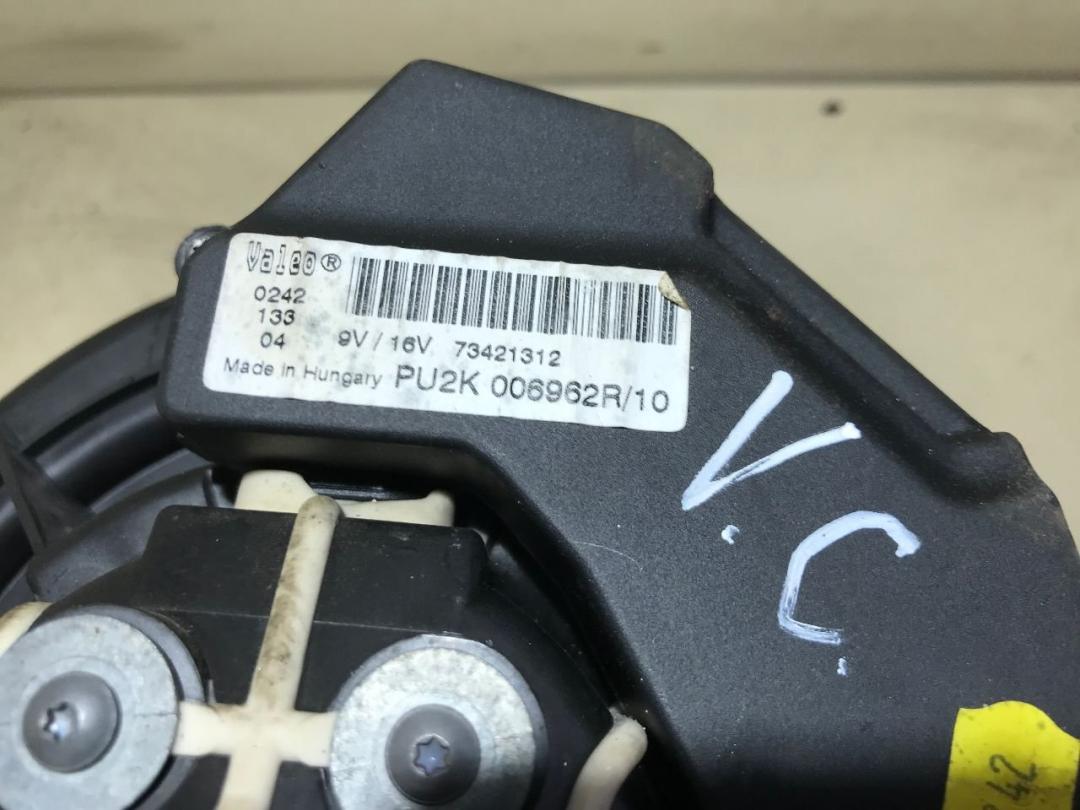 Valeo®
0242
133
04
9V / 16V 73421312
Made in Hungary PU2K 006962R/10
V.C.
42